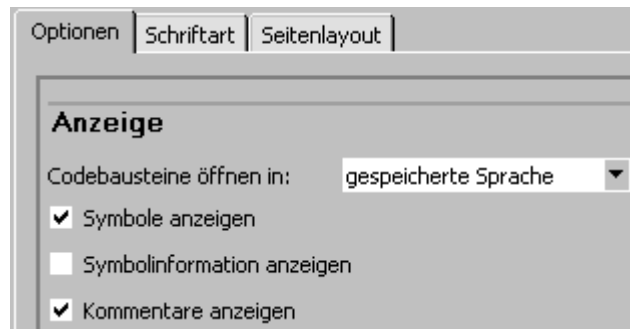 Optionen Schriftart Seitenlayout
Anzeige
Codebausteine öffnen in: gespeicherte Sprache
Symbole anzeigen
Symbolinformation anzeigen
Kommentare anzeigen